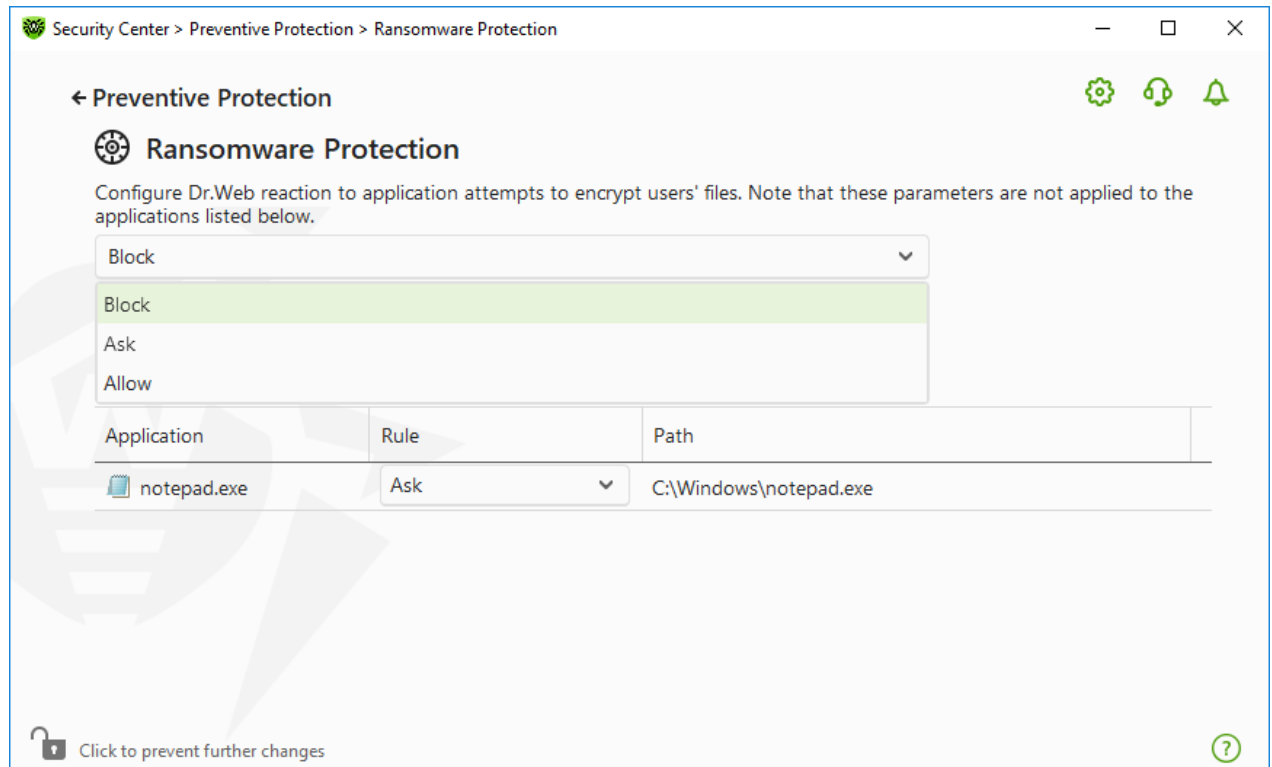 Security Center > Preventive Protection > Ransomware Protection
Preventive Protection
Ransomware Protection
Configure Dr.Web reaction to application attempts to encrypt users' files. Note that these parameters are not applied to the
applications listed below.
Block
Block
Ask
Allow
Application Rule Path
notepad.exe Ask C:\Windows\notepad.exe
Click to prevent further changes
?